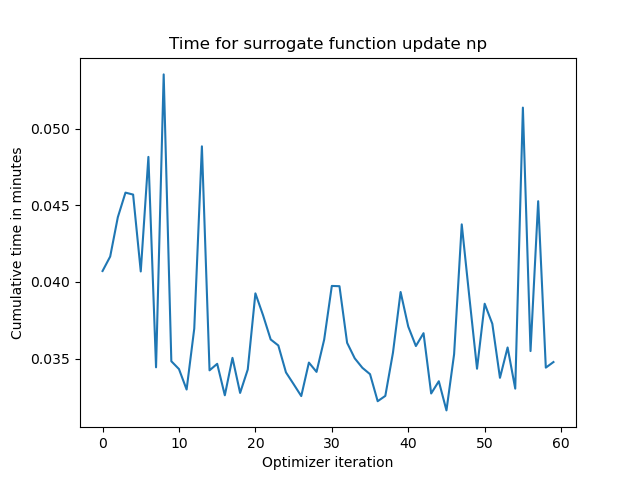 Time for surrogate function update np
Cumulative time in minutes
0.050
0.045
0.040
0.035
0 10 20 30 40 50 60
Optimizer iteration